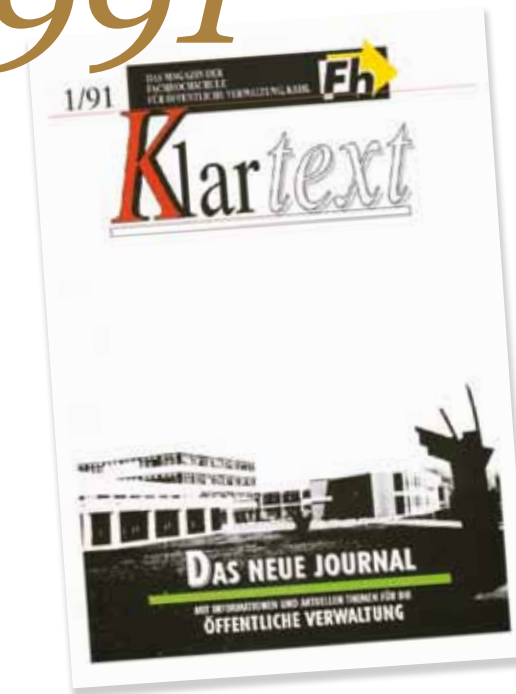 1991
1/91
DAS MAGAZIN DER
FACHHOCHSCHULE
FÜR ÖFFENTLICHE VERWALTUNG, KEHL
Fh
Klartext
DAS NEUE JOURNAL
MIT INFORMATIONEN UND AKTUELLEN THEMEN FÜR DIE
ÖFFENTLICHE VERWALTUNG